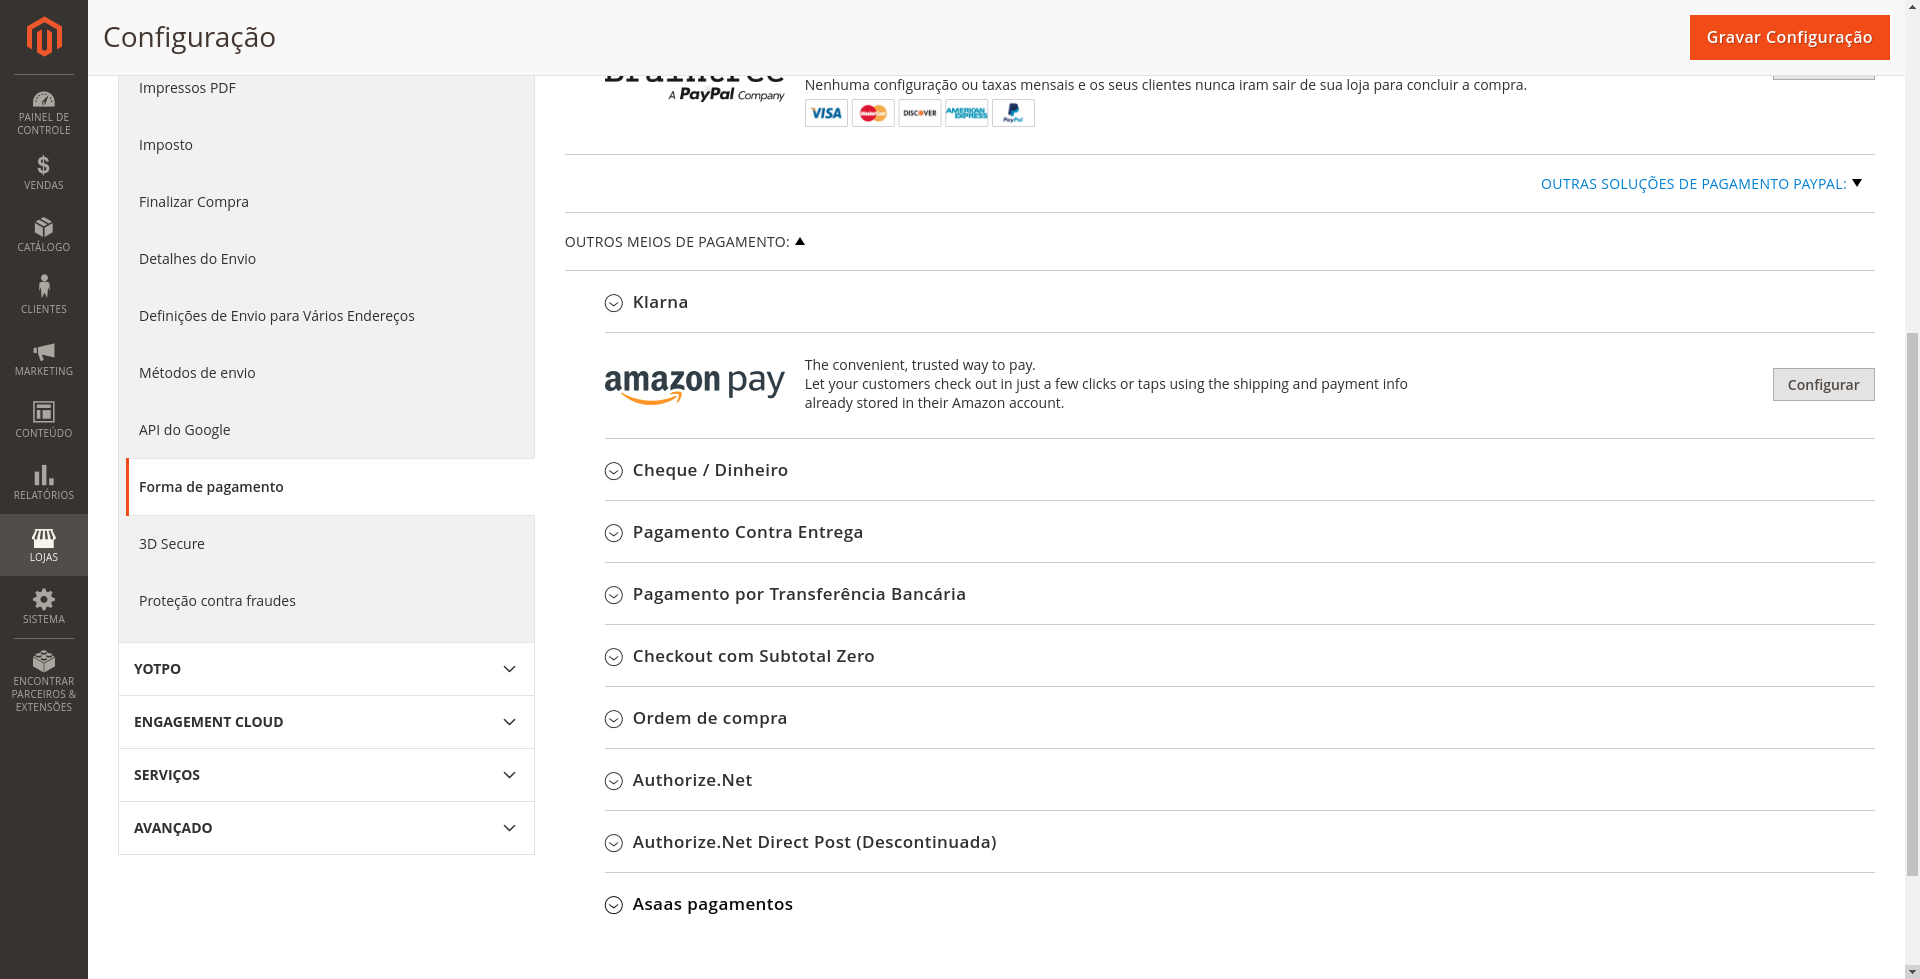 Configuração
Gravar Configuração
PAINEL DE
CONTROLE
VENDAS
CATÁLOGO
CLIENTES
MARKETING
CONTEÚDO
RELATÓRIOS
LOJAS
SISTEMA
ENCONTRAR
PARCEIROS &
EXTENSÕES
Impressos PDF
Imposto
Finalizar Compra
Detalhes do Envio
Definições de Envio para Vários Endereços
Métodos de envio
API do Google
Forma de pagamento
3D Secure
Proteção contra fraudes
YOTPO
ENGAGEMENT CLOUD
SERVIÇOS
AVANÇADO
Braintree
A PayPal Company
Nenhuma configuração ou taxas mensais e os seus clientes nunca iram sair de sua loja para concluir a compra.
VISA MasterCard DISCOVER AMERICAN EXPRESS PayPal
OUTRAS SOLUÇÕES DE PAGAMENTO PAYPAL:
OUTROS MEIOS DE PAGAMENTO:
Klarna
amazon pay
The convenient, trusted way to pay.
Let your customers check out in just a few clicks or taps using the shipping and payment info
already stored in their Amazon account.
Configurar
Cheque / Dinheiro
Pagamento Contra Entrega
Pagamento por Transferência Bancária
Checkout com Subtotal Zero
Ordem de compra
Authorize.Net
Authorize.Net Direct Post (Descontinuada)
Asaas pagamentos